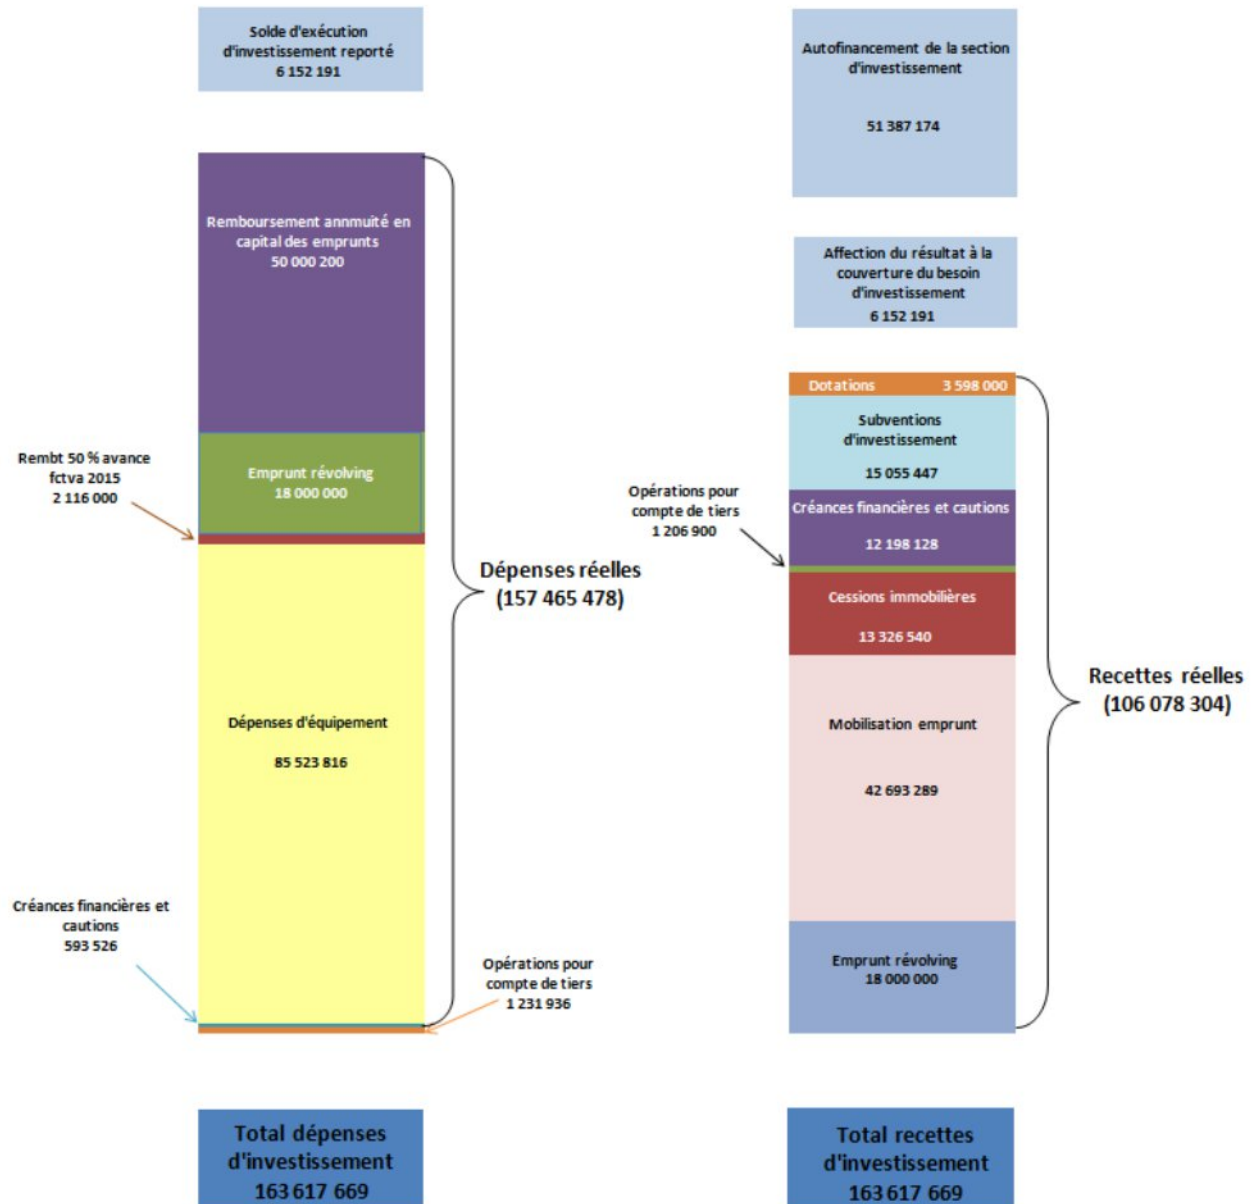 Solde d'exécution
d'investissement reporté
6 152 191
Remboursement annmuité en
capital des emprunts
50 000 200
Rembt 50 % avance
fctva 2015
2 116 000
Emprunt révolving
18 000 000
Dépenses réelles
(157 465 478)
Dépenses d'équipement
85 523 816
Créances financières et
cautions
593 526
Opérations pour
compte de tiers
1 231 936
Total dépenses
d'investissement
163 617 669
Autofinancement de la section
d'investissement
51 387 174
Affection du résultat à la
couverture du besoin
d'investissement
6 152 191
Dotations 3 598 000
Subventions
d'investissement
15 055 447
Opérations pour
compte de tiers
1 206 900
Créances financières et cautions
12 198 128
Cessions immobilières
13 326 540
Recettes réelles
(106 078 304)
Mobilisation emprunt
42 693 289
Emprunt révolving
18 000 000
Total recettes
d'investissement
163 617 669